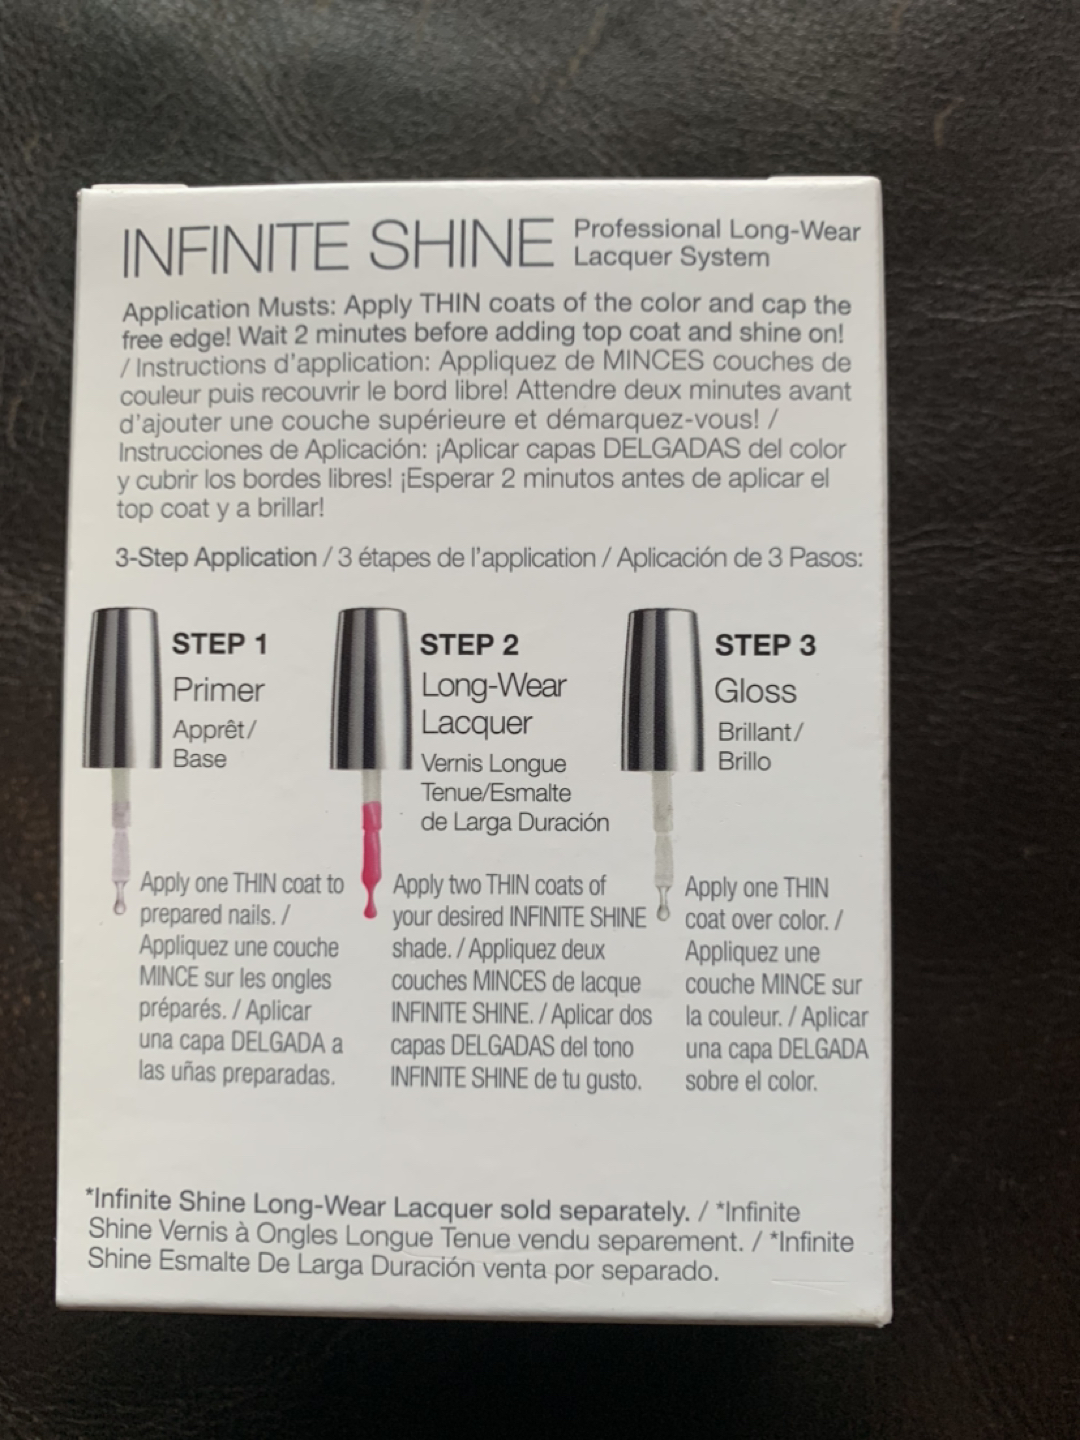 INFINITE SHINE Professional Long-Wear
Lacquer System
Application Musts: Apply THIN coats of the color and cap the
free edge! Wait 2 minutes before adding top coat and shine on!
/ Instructions d'application: Appliquez de MINCES couches de
couleur puis recouvrir le bord libre! Attendre deux minutes avant
d'ajouter une couche supérieure et démarquez-vous! /
Instrucciones de Aplicación: ¡Aplicar capas DELGADAS del color
y cubrir los bordes libres! ¡Esperar 2 minutos antes de aplicar el
top coat y a brillar!
3-Step Application / 3 étapes de l'application / Aplicación de 3 Pasos:
STEP 1
Primer
Apprêt/
Base
Apply one THIN coat to
prepared nails. /
Appliquez une couche
MINCE sur les ongles
préparés. / Aplicar
una capa DELGADA a
las uñas preparadas.
STEP 2
Long-Wear
Lacquer
Vernis Longue
Tenue/Esmalte
de Larga Duración
Apply two THIN coats of
your desired INFINITE SHINE
shade. / Appliquez deux
couches MINCES de lacque
INFINITE SHINE. / Aplicar dos
capas DELGADAS del tono
INFINITE SHINE de tu gusto.
STEP 3
Gloss
Brillant/
Brillo
Apply one THIN
coat over color. /
Appliquez une
couche MINCE sur
la couleur. / Aplicar
una capa DELGADA
sobre el color.
*Infinite Shine Long-Wear Lacquer sold separately. / *Infinite
Shine Vernis à Ongles Longue Tenue vendu separement. / *Infinite
Shine Esmalte De Larga Duración venta por separado.